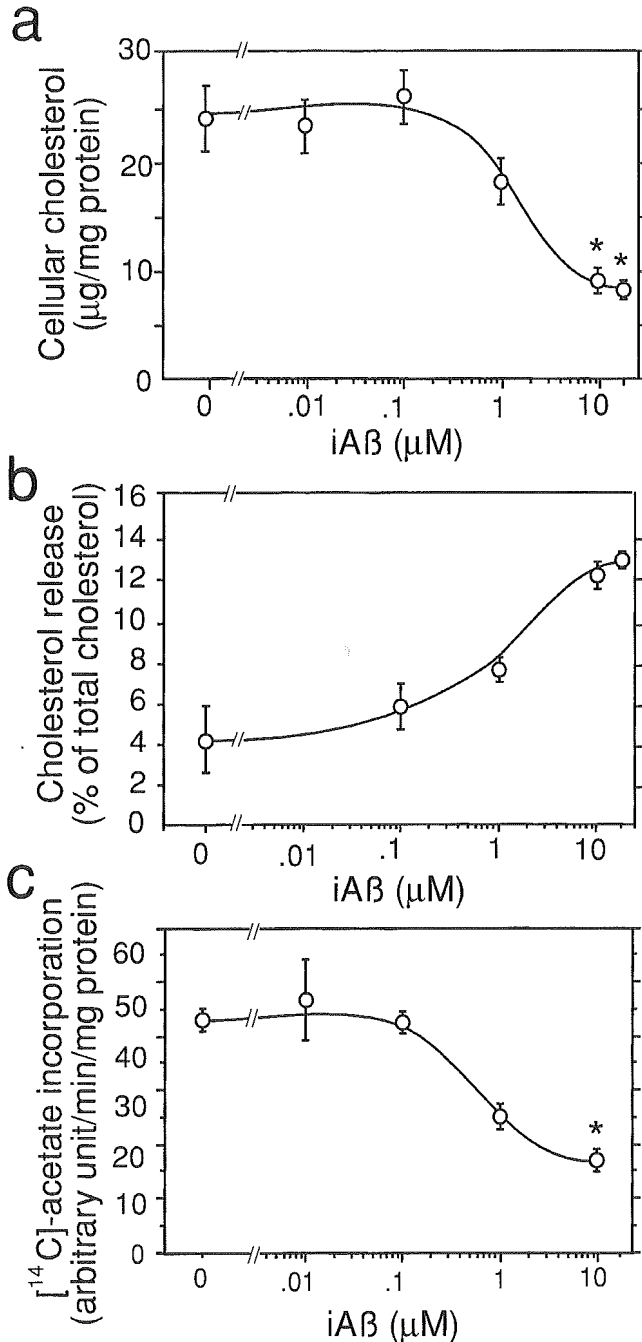 a
Cellular cholesterol
(µg/mg protein)
30
20
10
0
* *
0 .01 .1 1 10
iAß (µM)
b
Cholesterol release
(% of total cholesterol)
16
14
12
10
8
6
4
2
0
0 .01 .1 1 10
iAß (µM)
c
[¹⁴C]-acetate incorporation
(arbitrary unit/min/mg protein)
60
50
40
30
20
10
0
*
0 .01 .1 1 10
iAß (µM)